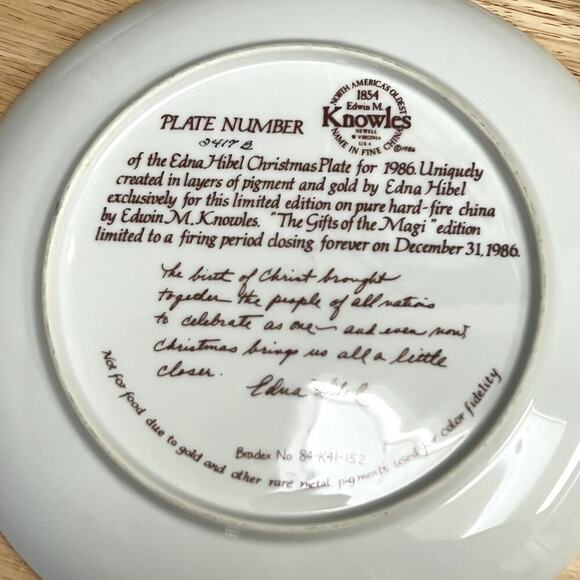 NORTH AMERICA'S OLDEST
1854
Edwin M.
Knowles
NEWELL
W VIRGINIA
U.S.A
NAME IN FINE CHINA
©1986
PLATE NUMBER
2417 B
of the Edna Hibel Christmas Plate for 1986. Uniquely
created in layers of pigment and gold by Edna Hibel
exclusively for this limited edition on pure hard-fire china
by Edwin M. Knowles. "The Gifts of the Magi" edition
limited to a firing period closing forever on December 31, 1986.
The birth of Christ brought
together the people of all nations
to celebrate as one – and even now,
Christmas brings us all a little
closer.
Edna Hibel
Bradex No 84-K41-15.2
Not for food due to gold and other rare metal pigments used for color fidelity